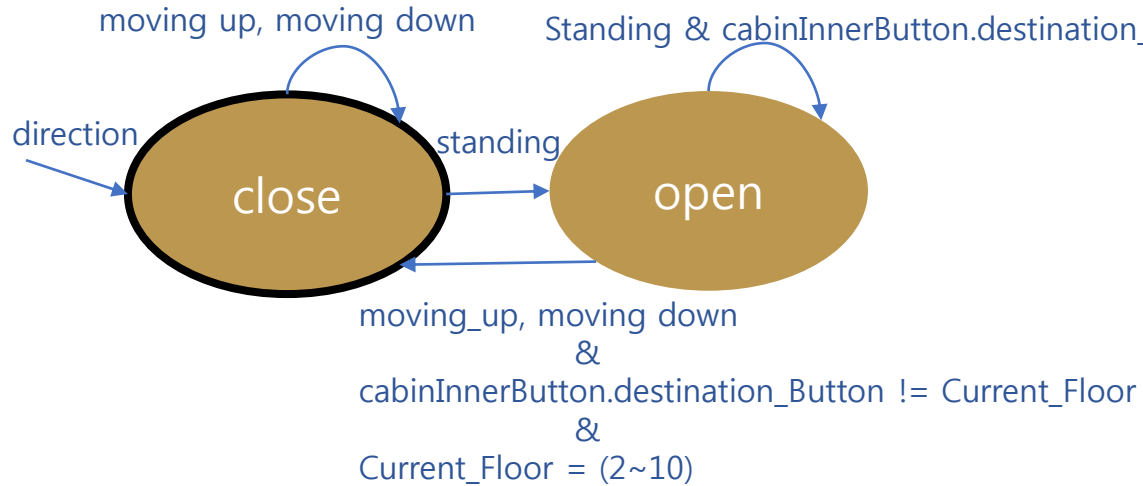 moving up, moving down
Standing & cabinInnerButton.destination_
direction
standing
close
open
moving_up, moving down
&
cabinInnerButton.destination_Button != Current_Floor
&
Current_Floor = (2~10)